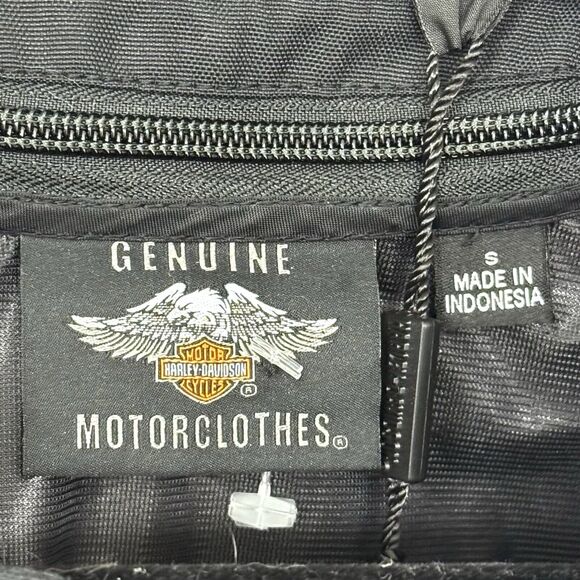 GENUINE
MOTOR
HARLEY-DAVIDSON
CYCLES
®
MOTORCLOTHES®
S
MADE IN
INDONESIA